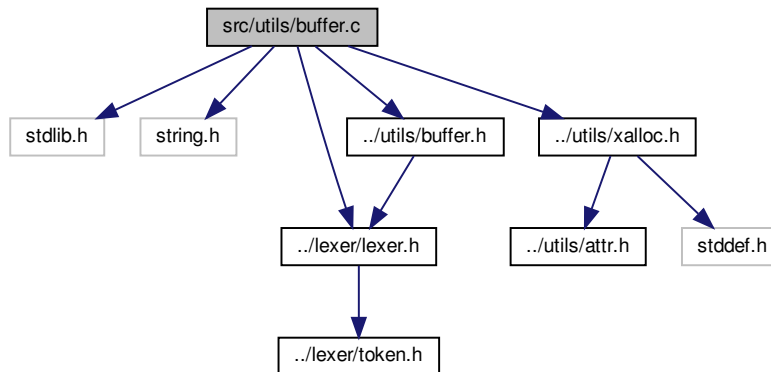 src/utils/buffer.c
stdlib.h
string.h
../utils/buffer.h
../utils/xalloc.h
../lexer/lexer.h
../utils/attr.h
stddef.h
../lexer/token.h